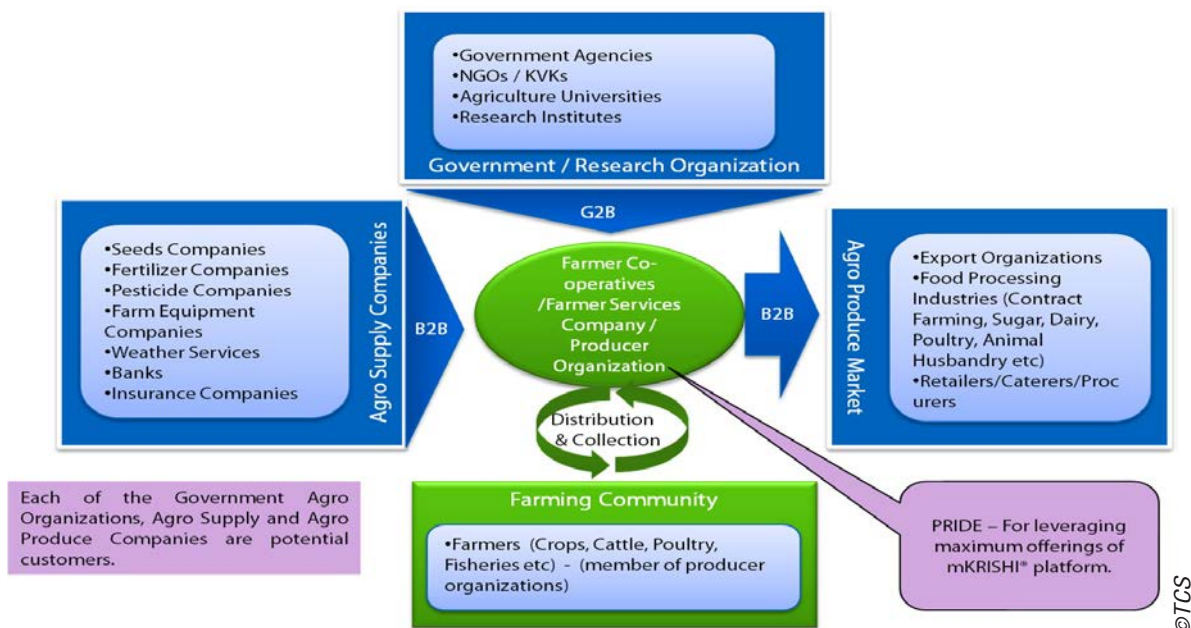 •Government Agencies
•NGOs / KVKs
•Agriculture Universities
•Research Institutes
Government / Research Organization
G2B
•Seeds Companies
•Fertilizer Companies
•Pesticide Companies
•Farm Equipment
Companies
•Weather Services
•Banks
•Insurance Companies
Agro Supply Companies
B2B
Farmer Co-
operatives
/Farmer Services
Company /
Producer
Organization
B2B
Agro Produce Market
•Export Organizations
•Food Processing
Industries (Contract
Farming, Sugar, Dairy,
Poultry, Animal
Husbandry etc)
•Retailers/Caterers/Proc
urers
Distribution
& Collection
Farming Community
•Farmers (Crops, Cattle, Poultry,
Fisheries etc) - (member of producer
organizations)
Each of the Government Agro
Organizations, Agro Supply and Agro
Produce Companies are potential
customers.
PRIDE – For leveraging
maximum offerings of
mKRISHI® platform.
©TCS